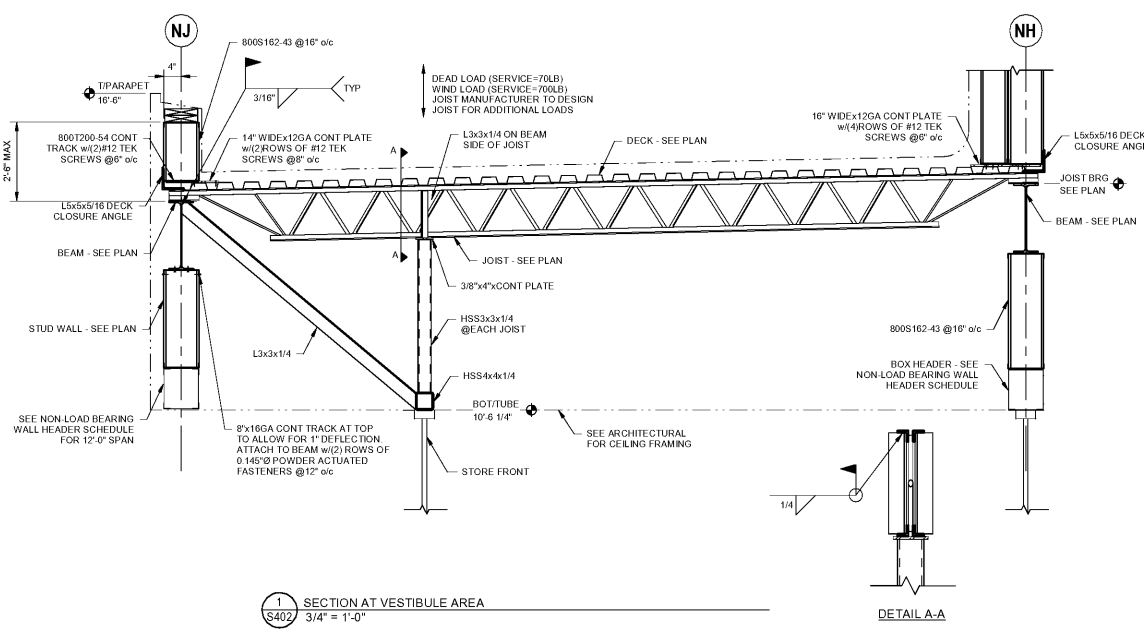 NJ
NH
800S162-43 @16" o/c
4"
T/PARAPET
16'-6"
3/16"
TYP
DEAD LOAD (SERVICE=70LB)
WIND LOAD (SERVICE=700LB)
JOIST MANUFACTURER TO DESIGN
JOIST FOR ADDITIONAL LOADS
2'-6" MAX
800T200-54 CONT
TRACK w/(2)#12 TEK
SCREWS @6" o/c
14" WIDEx12GA CONT PLATE
w/(2)ROWS OF #12 TEK
SCREWS @8" o/c
A
L3x3x1/4 ON BEAM
SIDE OF JOIST
DECK - SEE PLAN
16" WIDEx12GA CONT PLATE
w/(4)ROWS OF #12 TEK
SCREWS @6" o/c
L5x5x5/16 DECK
CLOSURE ANGL
JOIST BRG
SEE PLAN
L5x5x5/16 DECK
CLOSURE ANGLE
BEAM - SEE PLAN
BEAM - SEE PLAN
A
JOIST - SEE PLAN
3/8"x4"xCONT PLATE
STUD WALL - SEE PLAN
HSS3x3x1/4
@EACH JOIST
800S162-43 @16" o/c
L3x3x1/4
HSS4x4x1/4
BOX HEADER - SEE
NON-LOAD BEARING WALL
HEADER SCHEDULE
BOT/TUBE
10'-6 1/4"
SEE NON-LOAD BEARING
WALL HEADER SCHEDULE
FOR 12'-0" SPAN
8"x16GA CONT TRACK AT TOP
TO ALLOW FOR 1" DEFLECTION.
ATTACH TO BEAM w/(2) ROWS OF
0.145"Ø POWDER ACTUATED
FASTENERS @12" o/c
SEE ARCHITECTURAL
FOR CEILING FRAMING
STORE FRONT
1/4
1
S402
SECTION AT VESTIBULE AREA
3/4" = 1'-0"
DETAIL A-A